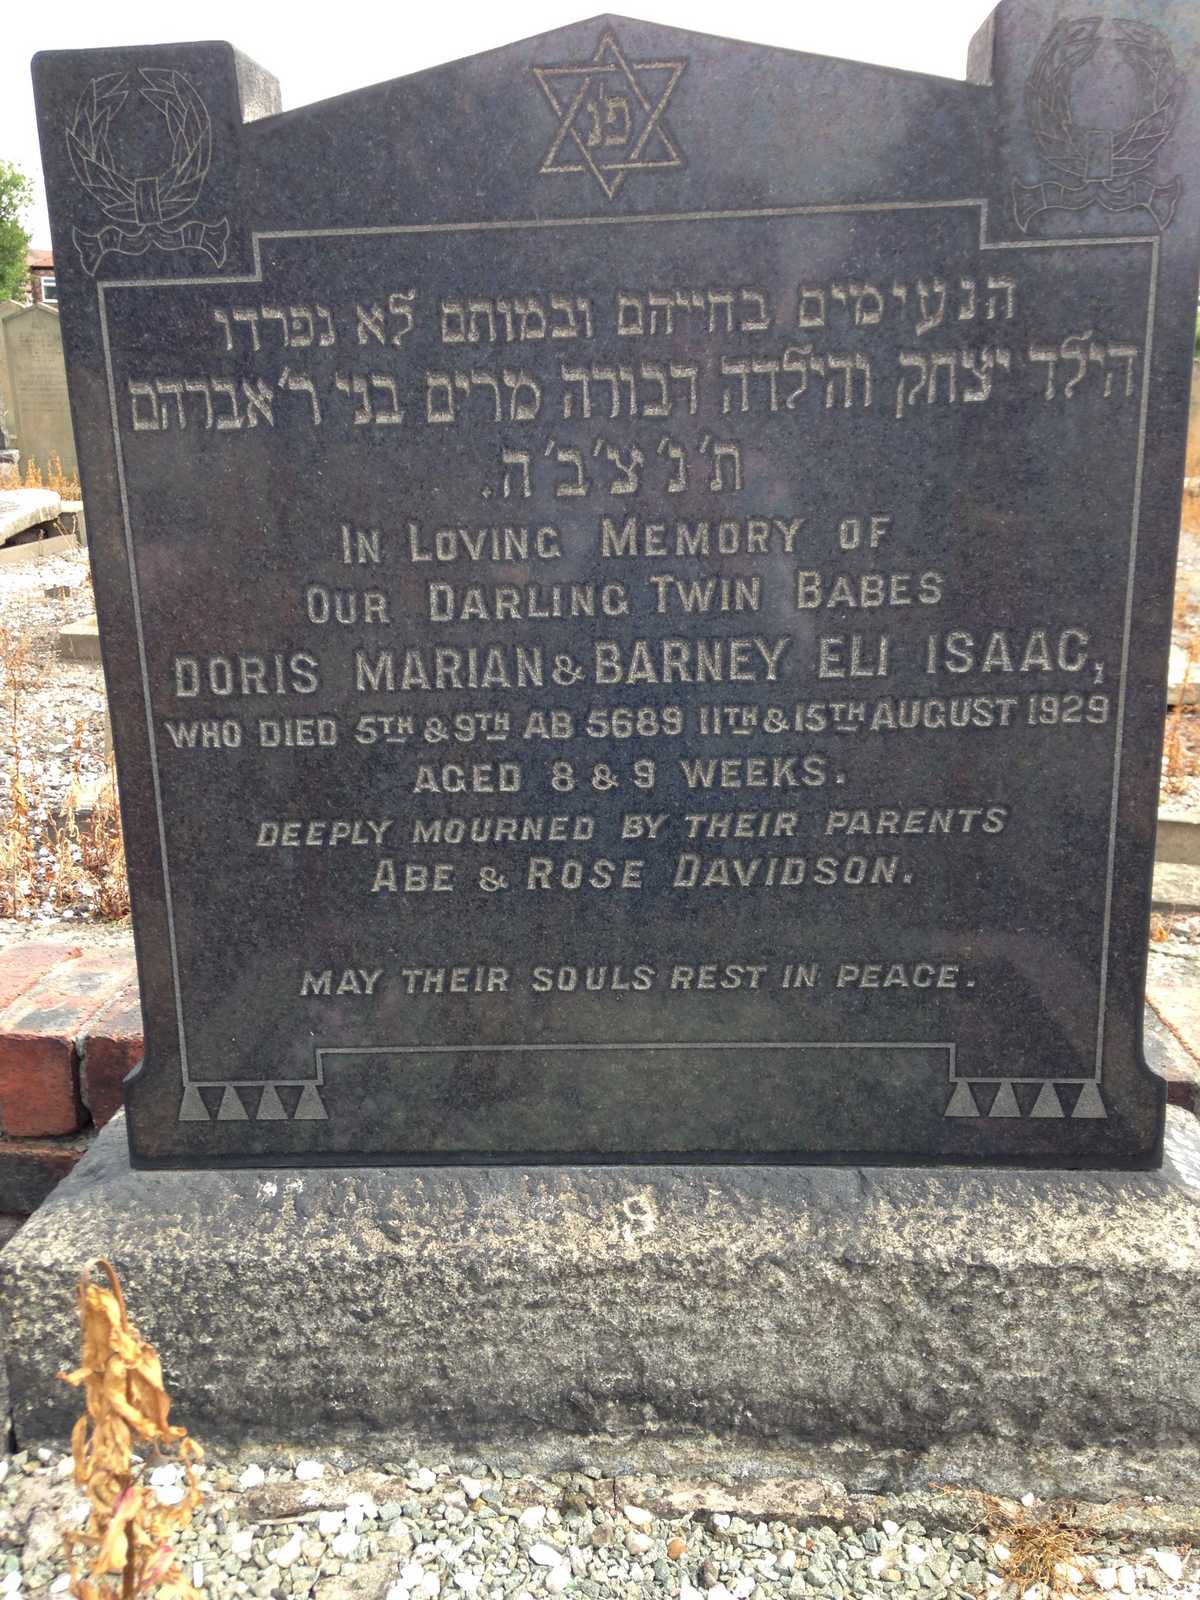 פ׳נ
הנעימים בחייהם ובמותם לא נפרדו
הילד יצחק והילדה דבורה מרים בני ר׳אברהם
ת׳נ׳צ׳ב׳ה.
IN LOVING MEMORY OF
OUR DARLING TWIN BABES
DORIS MARIAN & BARNEY ELI ISAAC,
WHO DIED 5TH & 9TH AB 5689 11TH & 15TH AUGUST 1929
AGED 8 & 9 WEEKS.
DEEPLY MOURNED BY THEIR PARENTS
ABE & ROSE DAVIDSON.
MAY THEIR SOULS REST IN PEACE.